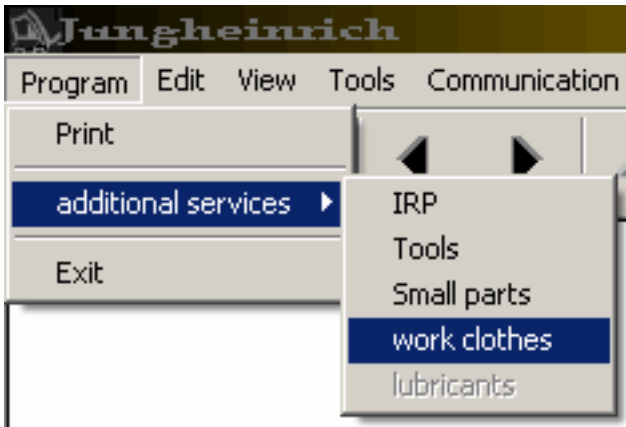 Jungheinrich
Program Edit View Tools Communication
Print
additional services
IRP
Tools
Small parts
work clothes
lubricants
Exit